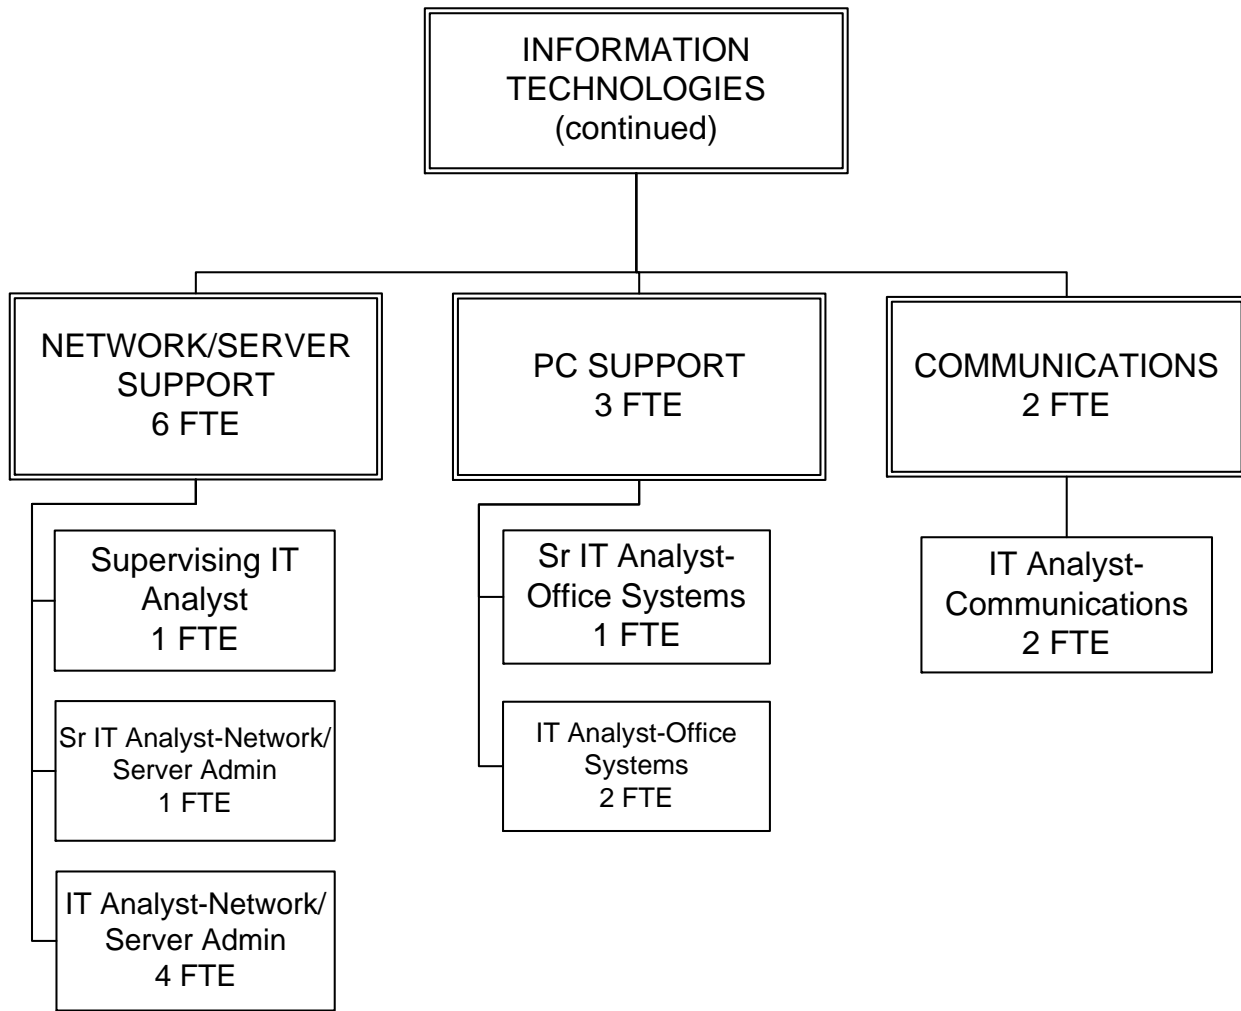 INFORMATION
TECHNOLOGIES
(continued)
NETWORK/SERVER
SUPPORT
6 FTE
PC SUPPORT
3 FTE
COMMUNICATIONS
2 FTE
Supervising IT
Analyst
1 FTE
Sr IT Analyst-Network/
Server Admin
1 FTE
IT Analyst-Network/
Server Admin
4 FTE
Sr IT Analyst-
Office Systems
1 FTE
IT Analyst-Office
Systems
2 FTE
IT Analyst-
Communications
2 FTE